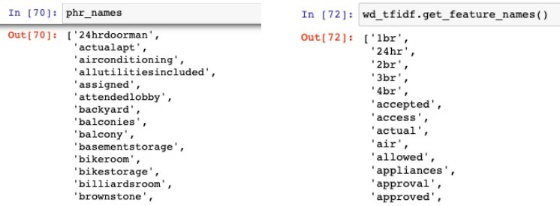 In [70]: phr_names
Out[70]: ['24hrdoorman',
'actualapt',
'airconditioning',
'allutilitiesincluded',
'assigned',
'attendedlobby',
'backyard',
'balconies',
'balcony',
'basementstorage',
'bikeroom',
'bikestorage',
'billiardsroom',
'brownstone',
In [72]: wd_tfidf.get_feature_names()
Out[72]: ['1br',
'24hr',
'2br',
'3br',
'4br',
'accepted',
'access',
'actual',
'air',
'allowed',
'appliances',
'approval',
'approved',